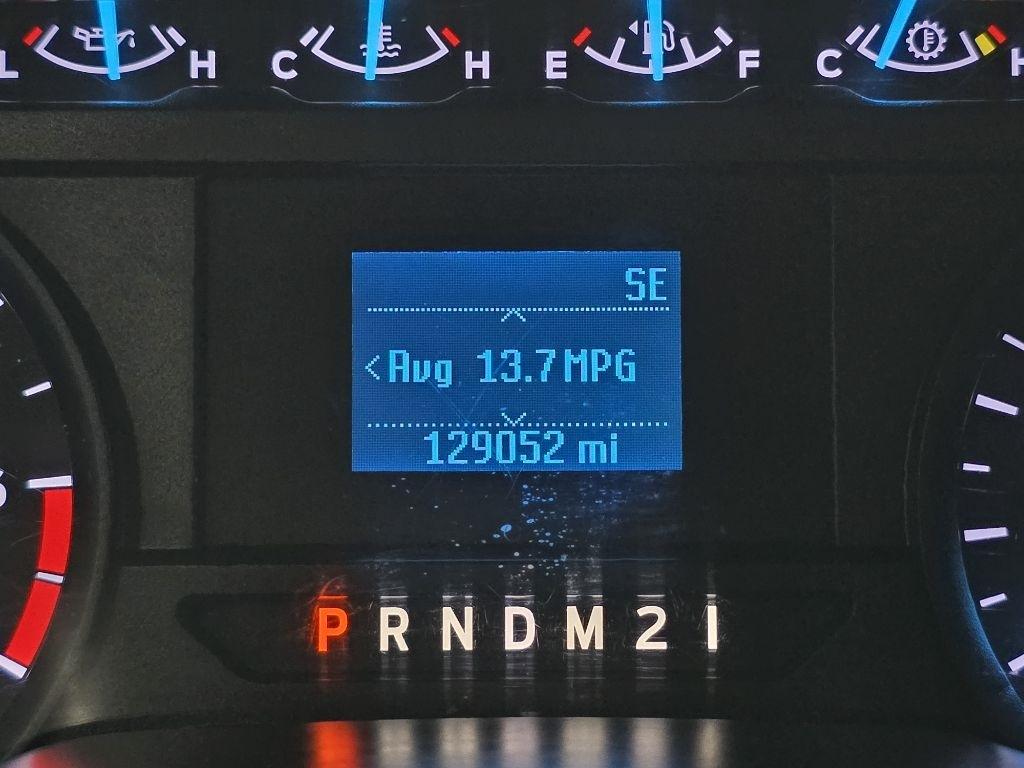 L H C H E F C H
SE
<Avg 13.7 MPG
129052 mi
P R N D M 2 1